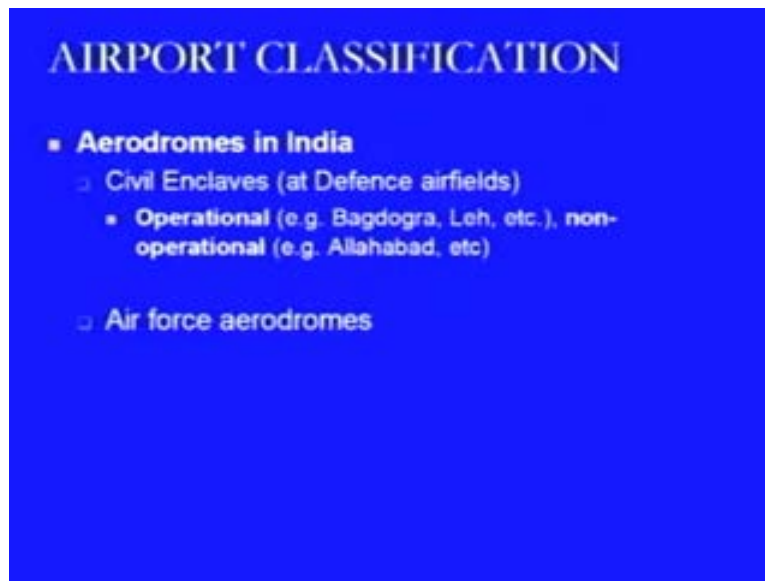 AIRPORT CLASSIFICATION
Aerodromes in India
Civil Enclaves (at Defence airfields)
Operational (e.g. Bagdogra, Leh, etc.), non-
operational (e.g. Allahabad, etc)
Air force aerodromes